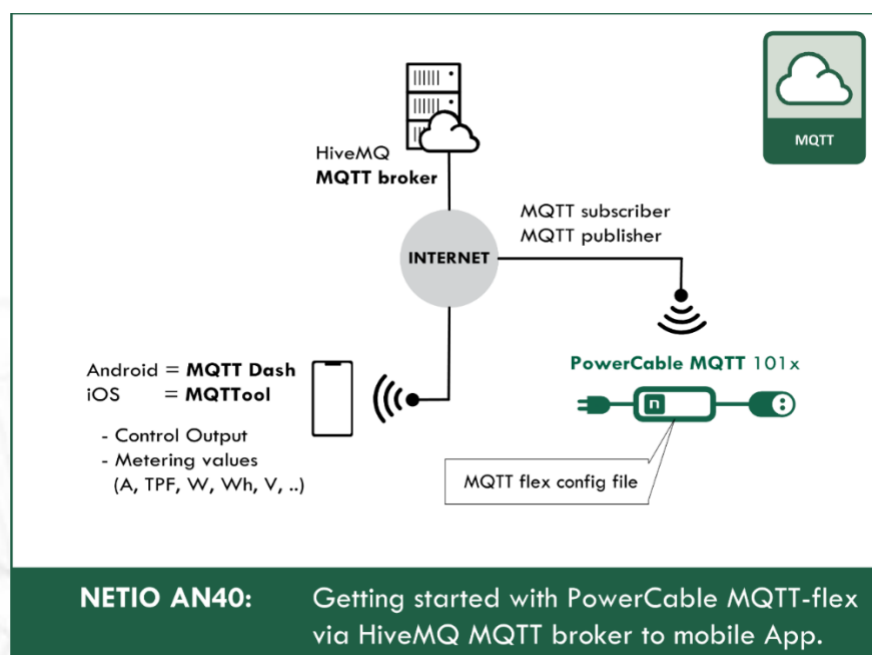 MQTT
HiveMQ
MQTT broker
MQTT subscriber
MQTT publisher
INTERNET
Android = MQTT Dash
iOS = MQTTool
- Control Output
- Metering values
(A, TPF, W, Wh, V, ..)
PowerCable MQTT 101x
n
MQTT flex config file
NETIO AN40: Getting started with PowerCable MQTT-flex
via HiveMQ MQTT broker to mobile App.